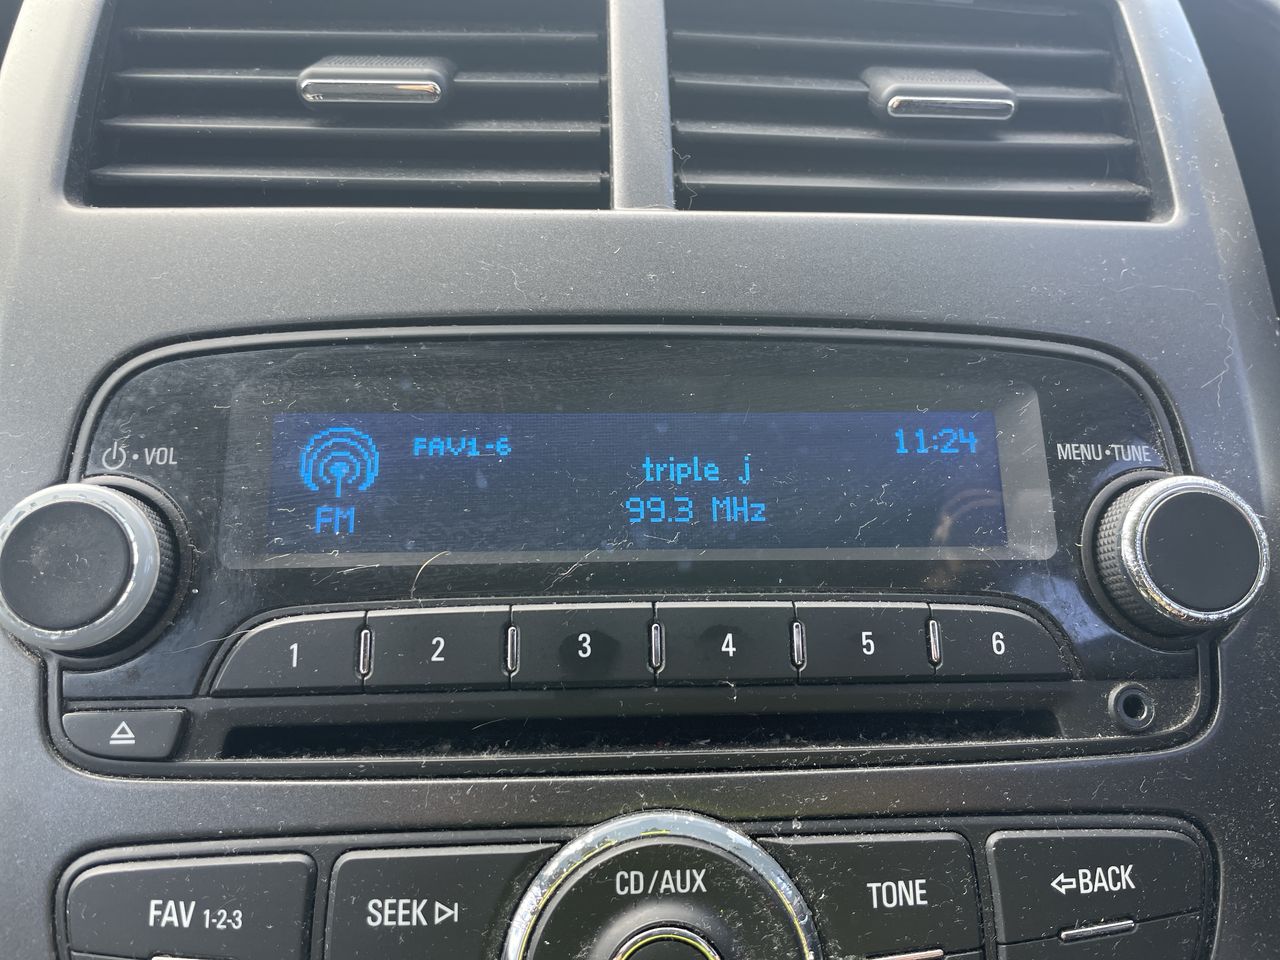 FAV1-6
11:24
triple j
99.3 MHz
FM
VOL
MENU•TUNE
1 2 3 4 5 6
CD/AUX
FAV 1-2-3
SEEK
TONE
BACK